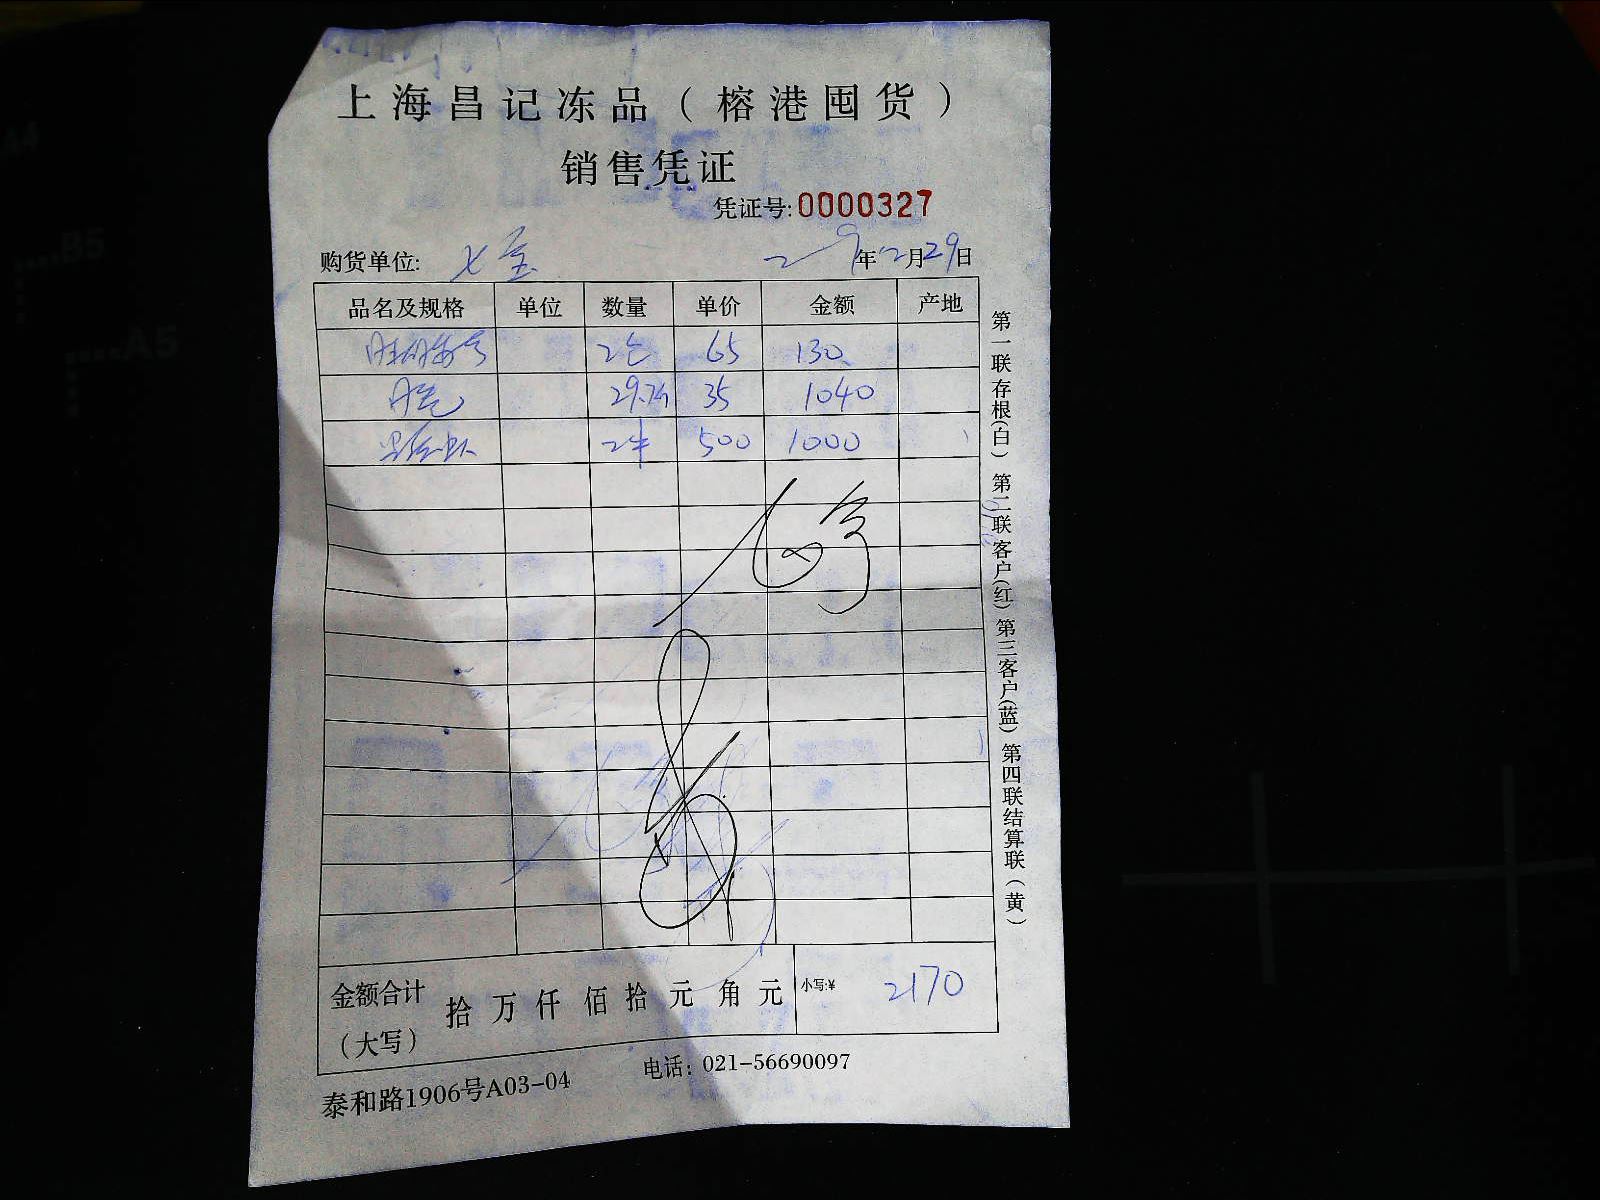 上海昌记冻品（榕港囤货）
销售凭证
凭证号:0000327
购货单位: 七宝
年 2月29日
品名及规格 单位 数量 单价 金额 产地
65 130
35 1040
500 1000
第一联存根(白) 第二联客户(红) 第三客户(蓝) 第四联结算联(黄)
金额合计（大写） 拾 万 仟 佰 拾 元 角 元 小写:¥ 2170
泰和路1906号A03-04 电话: 021-56690097
A4
B5
A5